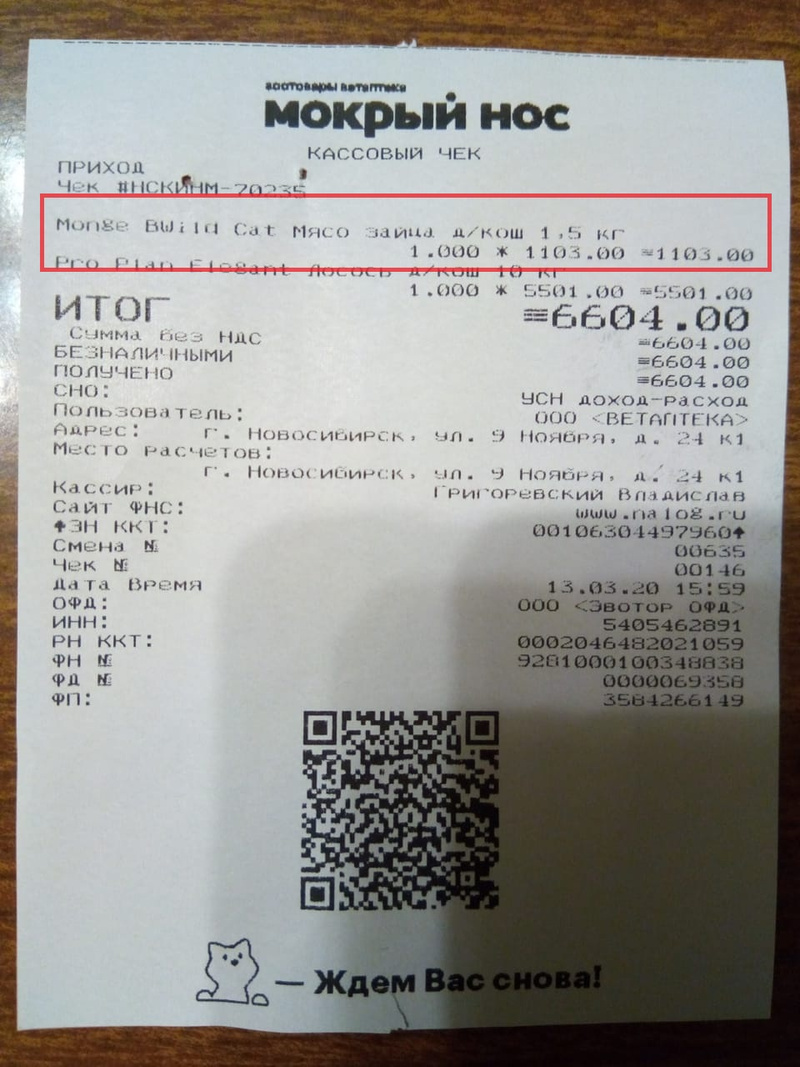 зоотовары ветаптека
мокрый нос
КАССОВЫЙ ЧЕК
ПРИХОД
Чек #НСКИНМ-70235
Monge BWild Cat Мясо зайца д/кош 1,5 кг
1.000 * 1103.00 =1103.00
Pro Plan Elegant Лосось д/кош 10 кг
1.000 * 5501.00 =5501.00
ИТОГ =6604.00
Сумма без НДС =6604.00
БЕЗНАЛИЧНЫМИ =6604.00
ПОЛУЧЕНО =6604.00
СНО: УСН доход-расход
Пользователь: ООО <ВЕТАПТЕКА>
Адрес: г. Новосибирск, ул. 9 Ноября, д. 24 к1
Место расчетов:
г. Новосибирск, ул. 9 Ноября, д. 24 к1
Кассир: Григоревский Владислав
Сайт ФНС: www.nalog.ru
↑ЗН ККТ: 00106304497960↑
Смена № 00635
Чек № 00146
Дата Время 13.03.20 15:59
ОФД: ООО <Эвотор ОФД>
ИНН: 5405462891
РН ККТ: 0002046482021059
ФН № 9281000100348838
ФД № 0000069358
ФП: 3584266149
— Ждем Вас снова!